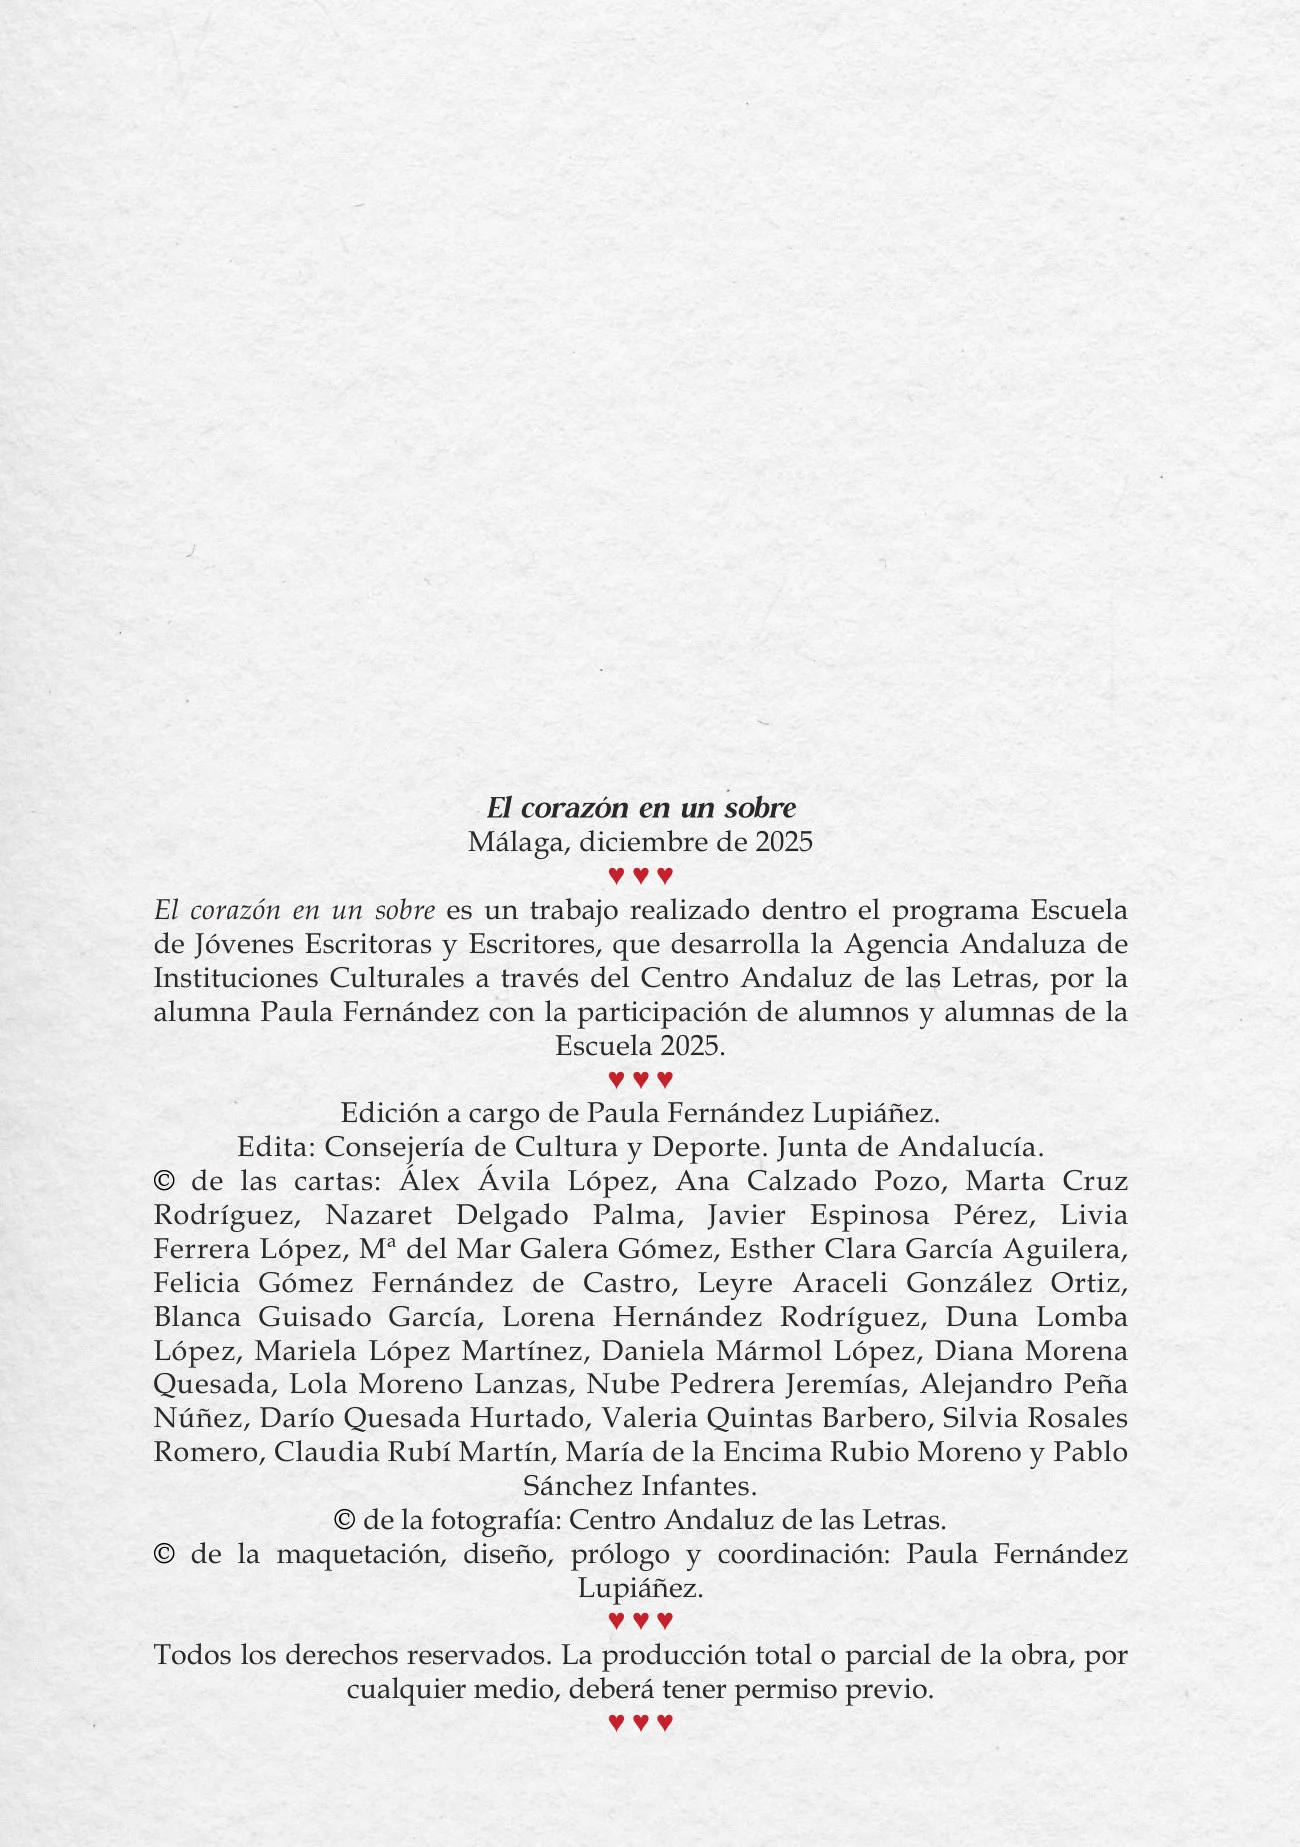 El corazón en un sobre
Málaga, diciembre de 2025
♥ ♥ ♥
El corazón en un sobre es un trabajo realizado dentro el programa Escuela
de Jóvenes Escritoras y Escritores, que desarrolla la Agencia Andaluza de
Instituciones Culturales a través del Centro Andaluz de las Letras, por la
alumna Paula Fernández con la participación de alumnos y alumnas de la
Escuela 2025.
♥ ♥ ♥
Edición a cargo de Paula Fernández Lupiáñez.
Edita: Consejería de Cultura y Deporte. Junta de Andalucía.
© de las cartas: Álex Ávila López, Ana Calzado Pozo, Marta Cruz
Rodríguez, Nazaret Delgado Palma, Javier Espinosa Pérez, Livia
Ferrera López, Mª del Mar Galera Gómez, Esther Clara García Aguilera,
Felicia Gómez Fernández de Castro, Leyre Araceli González Ortiz,
Blanca Guisado García, Lorena Hernández Rodríguez, Duna Lomba
López, Mariela López Martínez, Daniela Mármol López, Diana Morena
Quesada, Lola Moreno Lanzas, Nube Pedrera Jeremías, Alejandro Peña
Núñez, Darío Quesada Hurtado, Valeria Quintas Barbero, Silvia Rosales
Romero, Claudia Rubí Martín, María de la Encima Rubio Moreno y Pablo
Sánchez Infantes.
© de la fotografía: Centro Andaluz de las Letras.
© de la maquetación, diseño, prólogo y coordinación: Paula Fernández
Lupiáñez.
♥ ♥ ♥
Todos los derechos reservados. La producción total o parcial de la obra, por
cualquier medio, deberá tener permiso previo.
♥ ♥ ♥